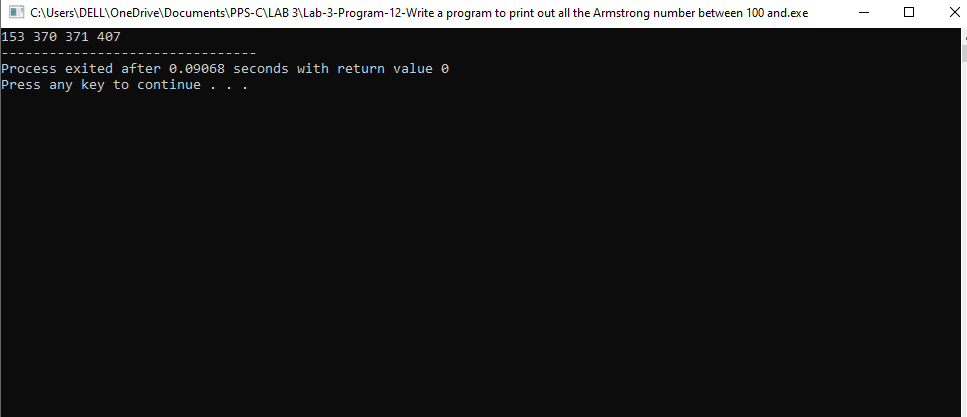 C:\Users\DELL\OneDrive\Documents\PPS-C\LAB 3\Lab-3-Program-12-Write a program to print out all the Armstrong number between 100 and.exe
153 370 371 407
--------------------------------
Process exited after 0.09068 seconds with return value 0
Press any key to continue . . .